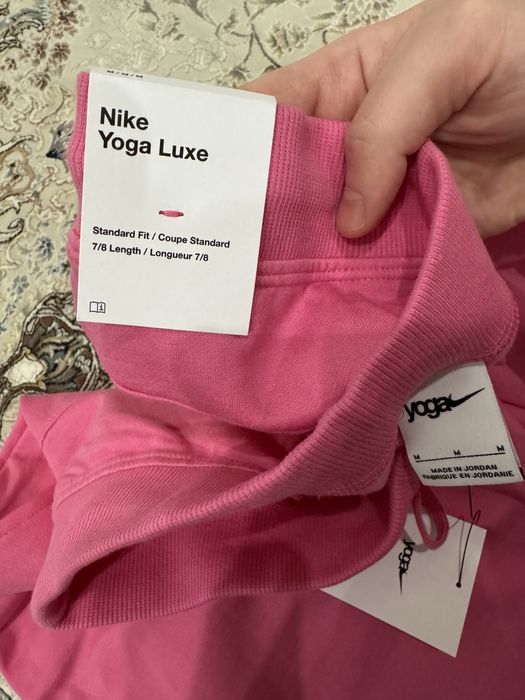 Nike
Yoga Luxe
Standard Fit / Coupe Standard
7/8 Length / Longueur 7/8
yoga
M M M
MADE IN JORDAN
FABRIQUE EN JORDANIE
yoga